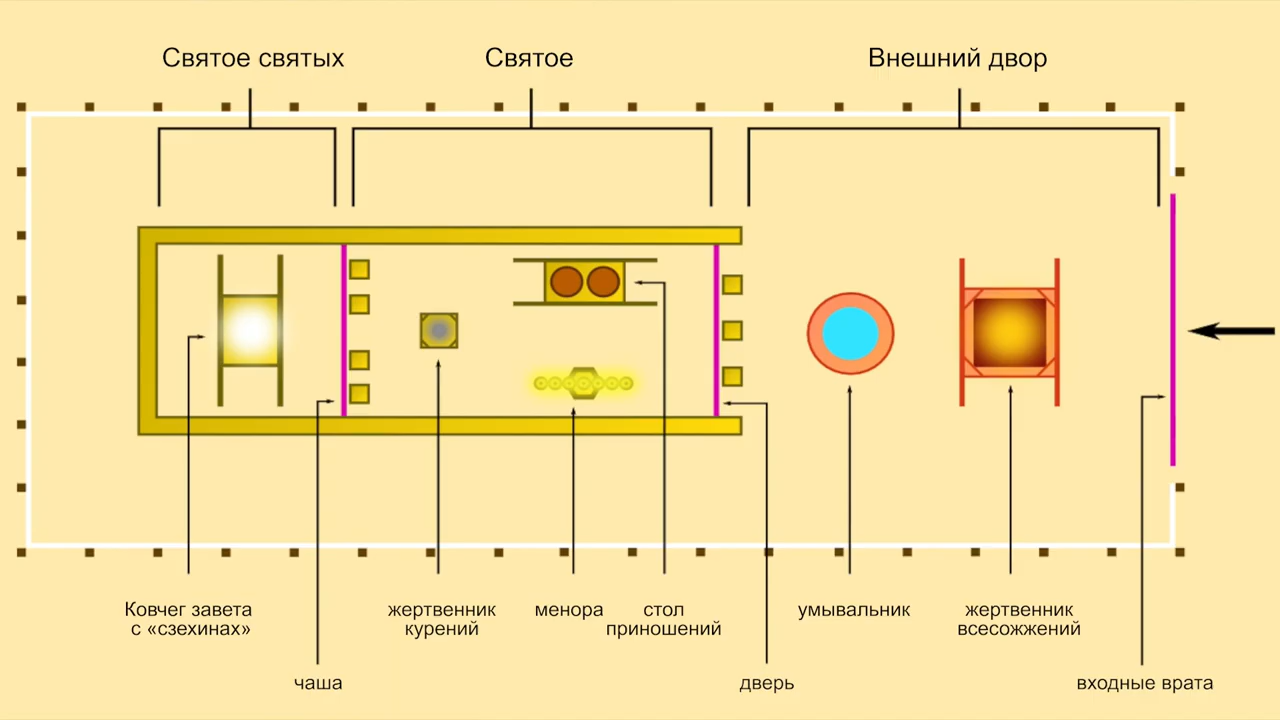 Святое святых
Святое
Внешний двор
Ковчег завета
с «сзехинах»
жертвенник
курений
менора
стол
приношений
умывальник
жертвенник
всесожжений
чаша
дверь
входные врата